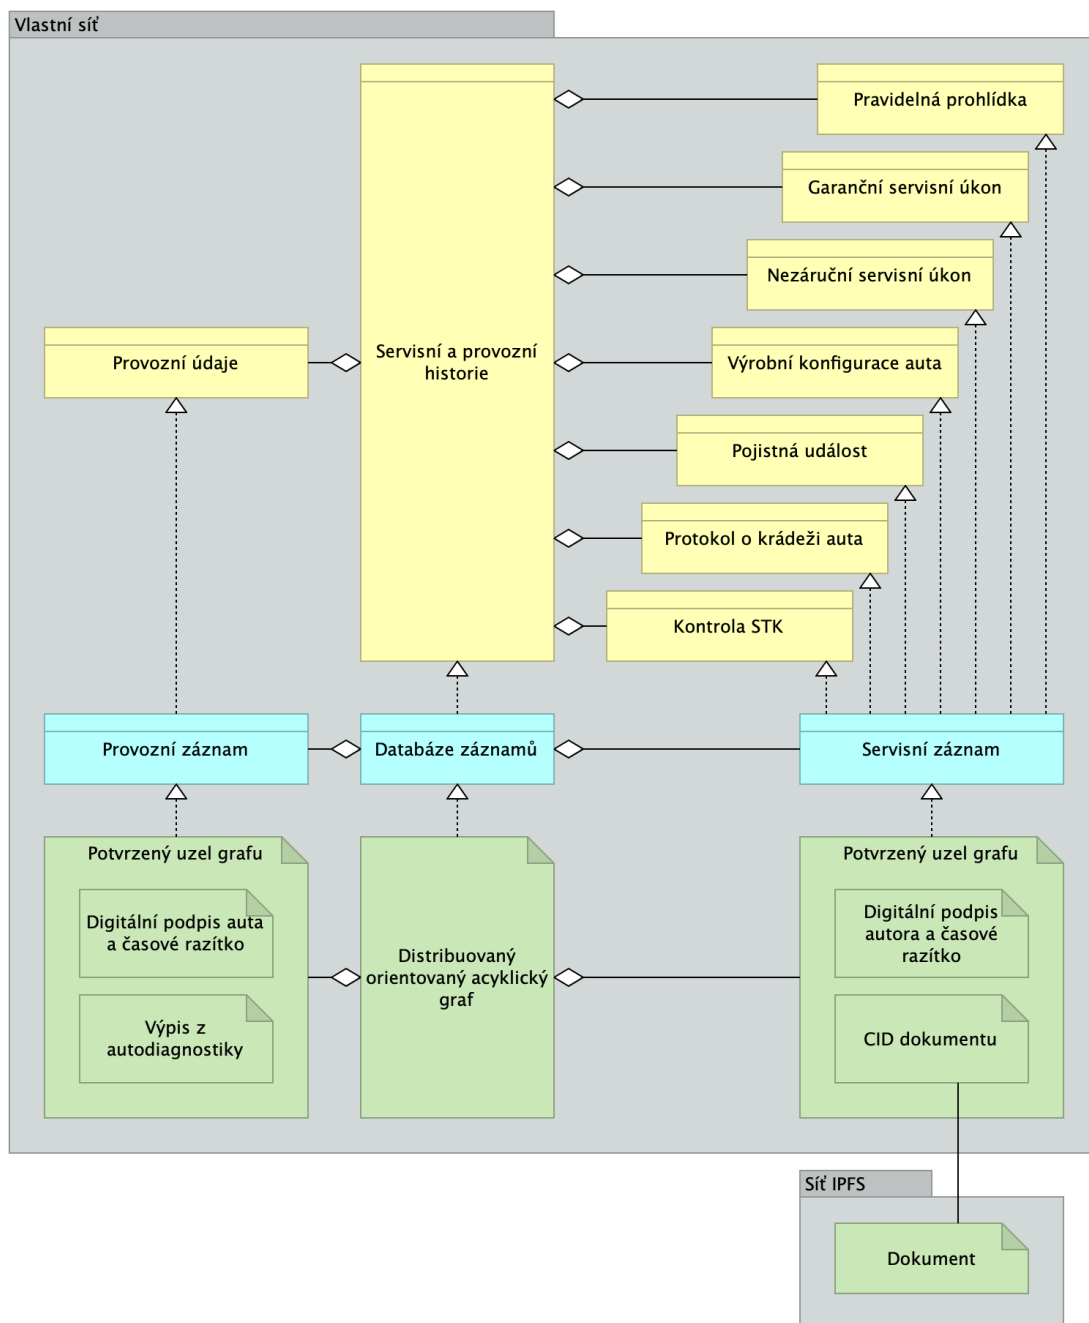 Vlastní síť
Pravidelná prohlídka
Garanční servisní úkon
Nezáruční servisní úkon
Provozní údaje
Servisní a provozní
historie
Výrobní konfigurace auta
Pojistná událost
Protokol o krádeži auta
Kontrola STK
Provozní záznam
Databáze záznamů
Servisní záznam
Potvrzený uzel grafu
Digitální podpis auta
a časové razítko
Výpis z
autodiagnostiky
Distribuovaný
orientovaný acyklický
graf
Potvrzený uzel grafu
Digitální podpis
autora a časové
razítko
CID dokumentu
Síť IPFS
Dokument